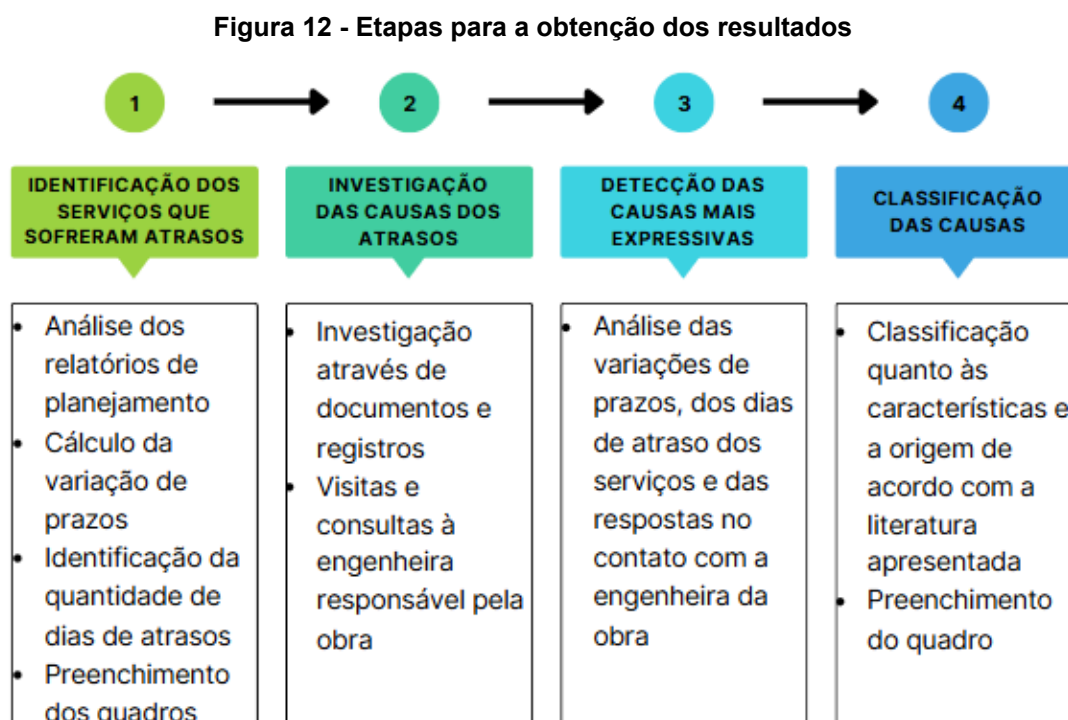 Figura 12 - Etapas para a obtenção dos resultados
1
2
3
4
IDENTIFICAÇÃO DOS
SERVIÇOS QUE
SOFRERAM ATRASOS
INVESTIGAÇÃO
DAS CAUSAS DOS
ATRASOS
DETECÇÃO DAS
CAUSAS MAIS
EXPRESSIVAS
CLASSIFICAÇÃO
DAS CAUSAS
• Análise dos
relatórios de
planejamento
• Cálculo da
variação de
prazos
• Identificação da
quantidade de
dias de atrasos
• Preenchimento
dos quadros
• Investigação
através de
documentos e
registros
• Visitas e
consultas à
engenheira
responsável pela
obra
• Análise das
variações de
prazos, dos dias
de atraso dos
serviços e das
respostas no
contato com a
engenheira da
obra
• Classificação
quanto às
características e
a origem de
acordo com a
literatura
apresentada
• Preenchimento
do quadro